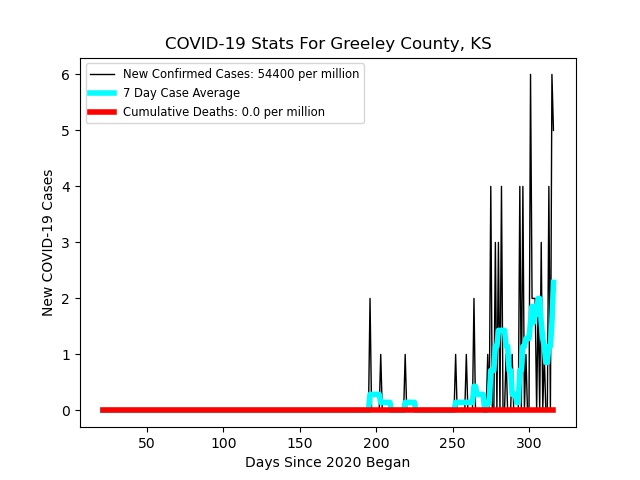 COVID-19 Stats For Greeley County, KS
New Confirmed Cases: 54400 per million
7 Day Case Average
Cumulative Deaths: 0.0 per million
6
5
4
3
2
1
0
New COVID-19 Cases
50 100 150 200 250 300
Days Since 2020 Began